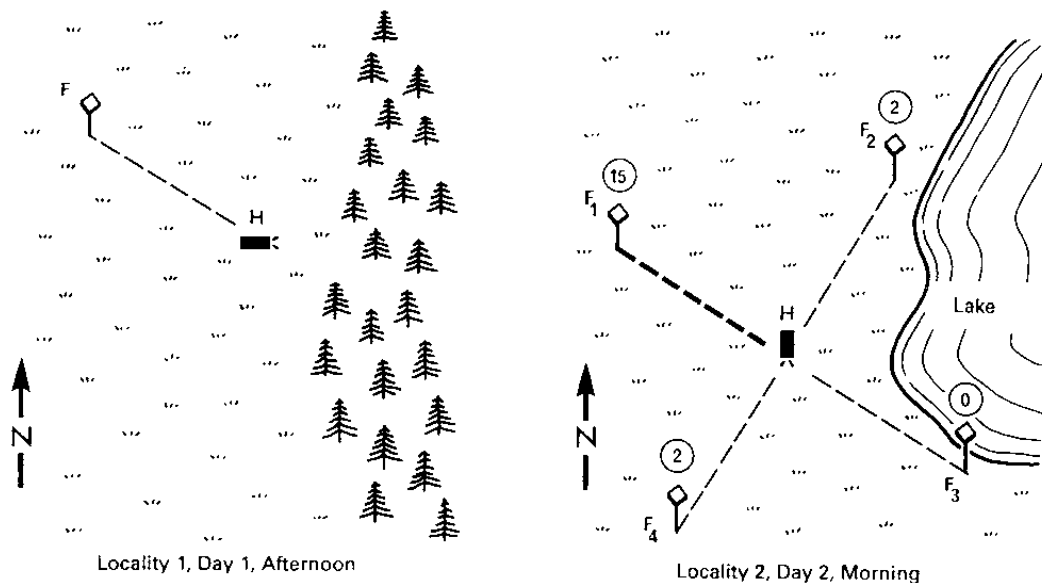 F
H
N
Locality 1, Day 1, Afternoon
2
F2
15
F1
H
Lake
N
0
F3
2
F4
Locality 2, Day 2, Morning